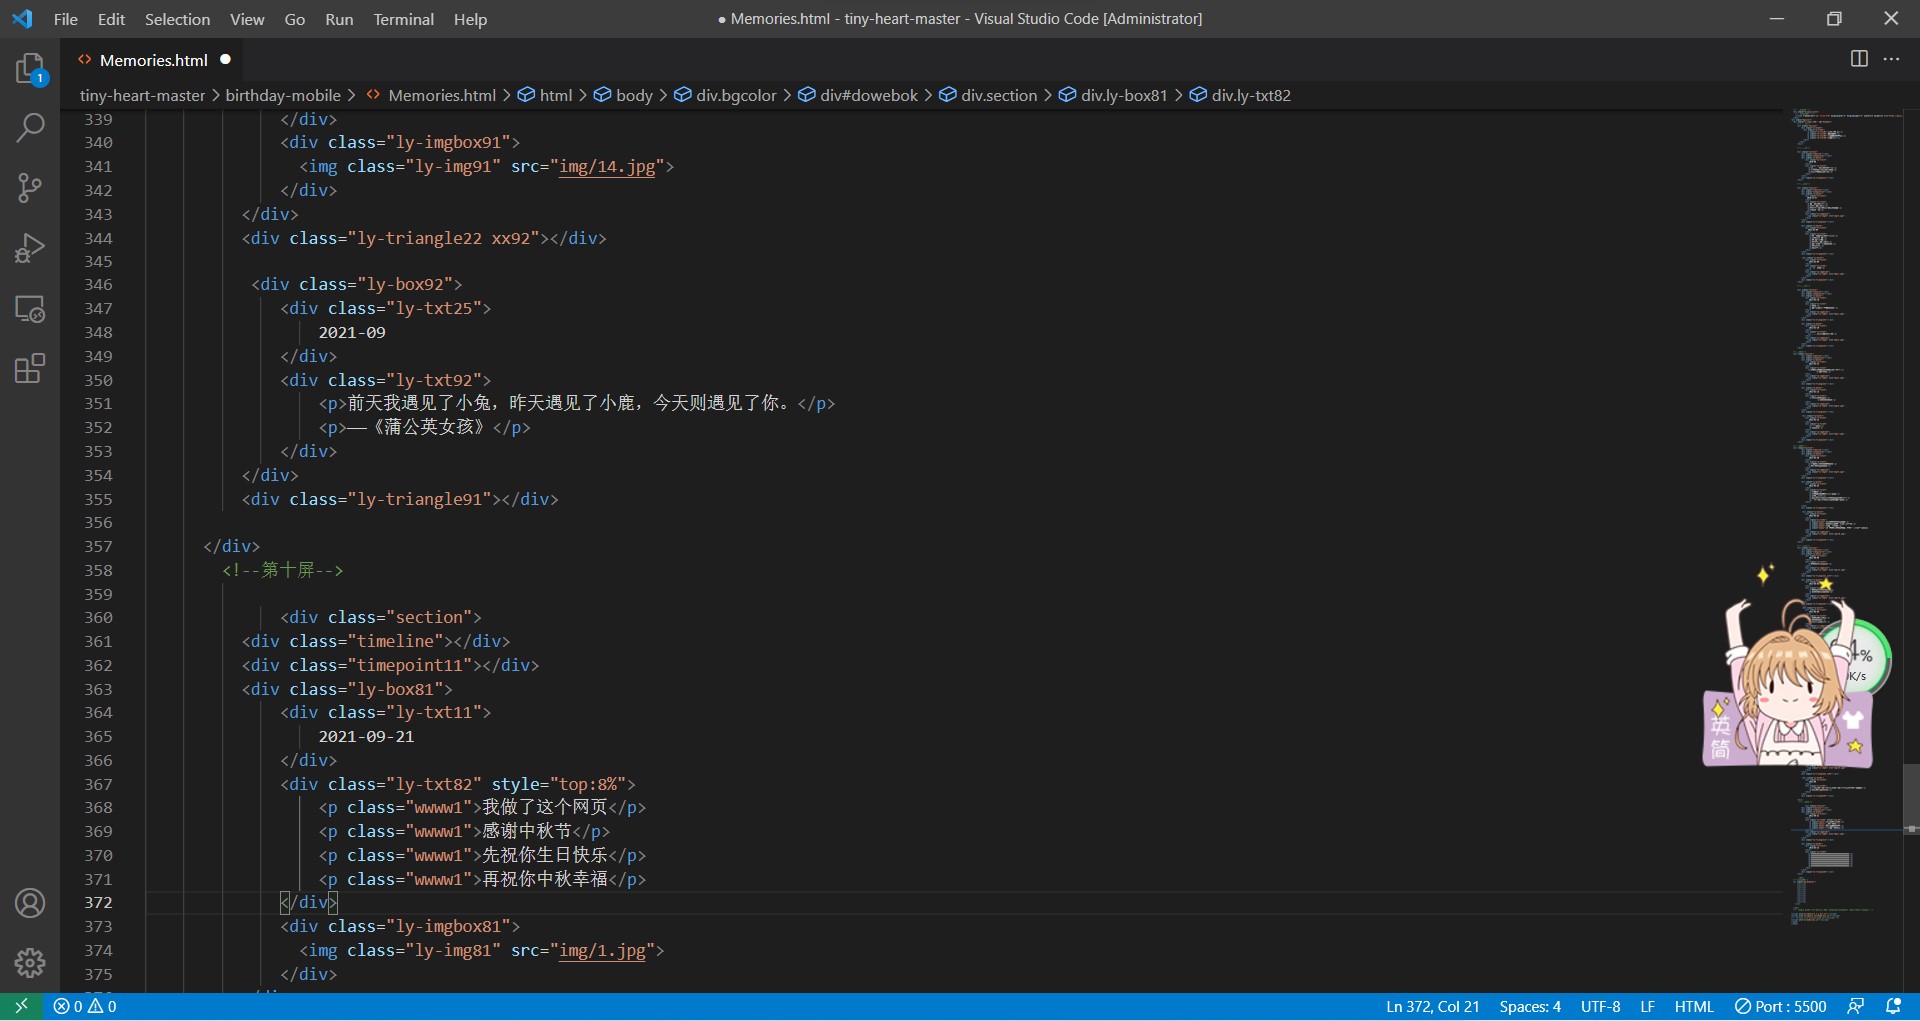 File Edit Selection View Go Run Terminal Help
● Memories.html - tiny-heart-master - Visual Studio Code [Administrator]
Memories.html ●
1
tiny-heart-master > birthday-mobile > <> Memories.html > html > body > div.bgcolor > div#dowebok > div.section > div.ly-box81 > div.ly-txt82
339 </div>
340 <div class="ly-imgbox91">
341 <img class="ly-img91" src="img/14.jpg">
342 </div>
343 </div>
344 <div class="ly-triangle22 xx92"></div>
345
346 <div class="ly-box92">
347 <div class="ly-txt25">
348 2021-09
349 </div>
350 <div class="ly-txt92">
351 <p>前天我遇见了小兔，昨天遇见了小鹿，今天则遇见了你。</p>
352 <p>——《蒲公英女孩》</p>
353 </div>
354 </div>
355 <div class="ly-triangle91"></div>
356
357 </div>
358 <!--第十屏-->
359
360 <div class="section">
361 <div class="timeline"></div>
362 <div class="timepoint11"></div>
363 <div class="ly-box81">
364 <div class="ly-txt11">
365 2021-09-21
366 </div>
367 <div class="ly-txt82" style="top:8%">
368 <p class="wwww1">我做了这个网页</p>
369 <p class="wwww1">感谢中秋节</p>
370 <p class="wwww1">先祝你生日快乐</p>
371 <p class="wwww1">再祝你中秋幸福</p>
372 </div>
373 <div class="ly-imgbox81">
374 <img class="ly-img81" src="img/1.jpg">
375 </div>
%
K/s
英
简
0 0
Ln 372, Col 21 Spaces: 4 UTF-8 LF HTML Port : 5500